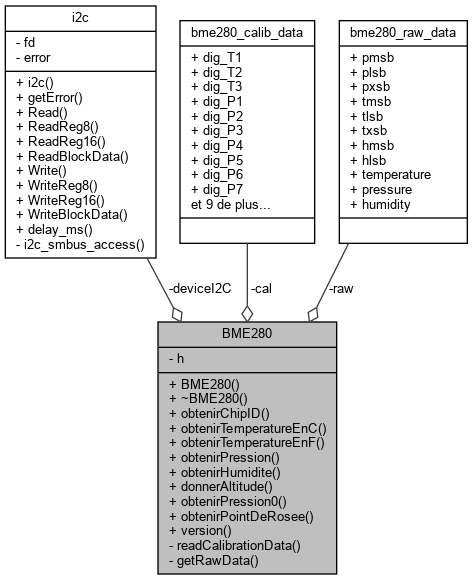 i2c
- fd
- error
+ i2c()
+ getError()
+ Read()
+ ReadReg8()
+ ReadReg16()
+ ReadBlockData()
+ Write()
+ WriteReg8()
+ WriteReg16()
+ WriteBlockData()
+ delay_ms()
- i2c_smbus_access()
bme280_calib_data
+ dig_T1
+ dig_T2
+ dig_T3
+ dig_P1
+ dig_P2
+ dig_P3
+ dig_P4
+ dig_P5
+ dig_P6
+ dig_P7
et 9 de plus...
bme280_raw_data
+ pmsb
+ plsb
+ pxsb
+ tmsb
+ tlsb
+ txsb
+ hmsb
+ hlsb
+ temperature
+ pressure
+ humidity
-deviceI2C
-cal
-raw
BME280
- h
+ BME280()
+ ~BME280()
+ obtenirChipID()
+ obtenirTemperatureEnC()
+ obtenirTemperatureEnF()
+ obtenirPression()
+ obtenirHumidite()
+ donnerAltitude()
+ obtenirPression0()
+ obtenirPointDeRosee()
+ version()
- readCalibrationData()
- getRawData()